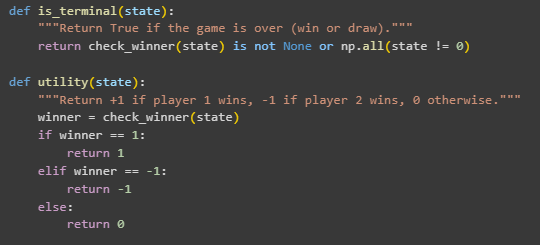 def is_terminal(state):
    """Return True if the game is over (win or draw)."""
    return check_winner(state) is not None or np.all(state != 0)

def utility(state):
    """Return +1 if player 1 wins, -1 if player 2 wins, 0 otherwise."""
    winner = check_winner(state)
    if winner == 1:
        return 1
    elif winner == -1:
        return -1
    else:
        return 0